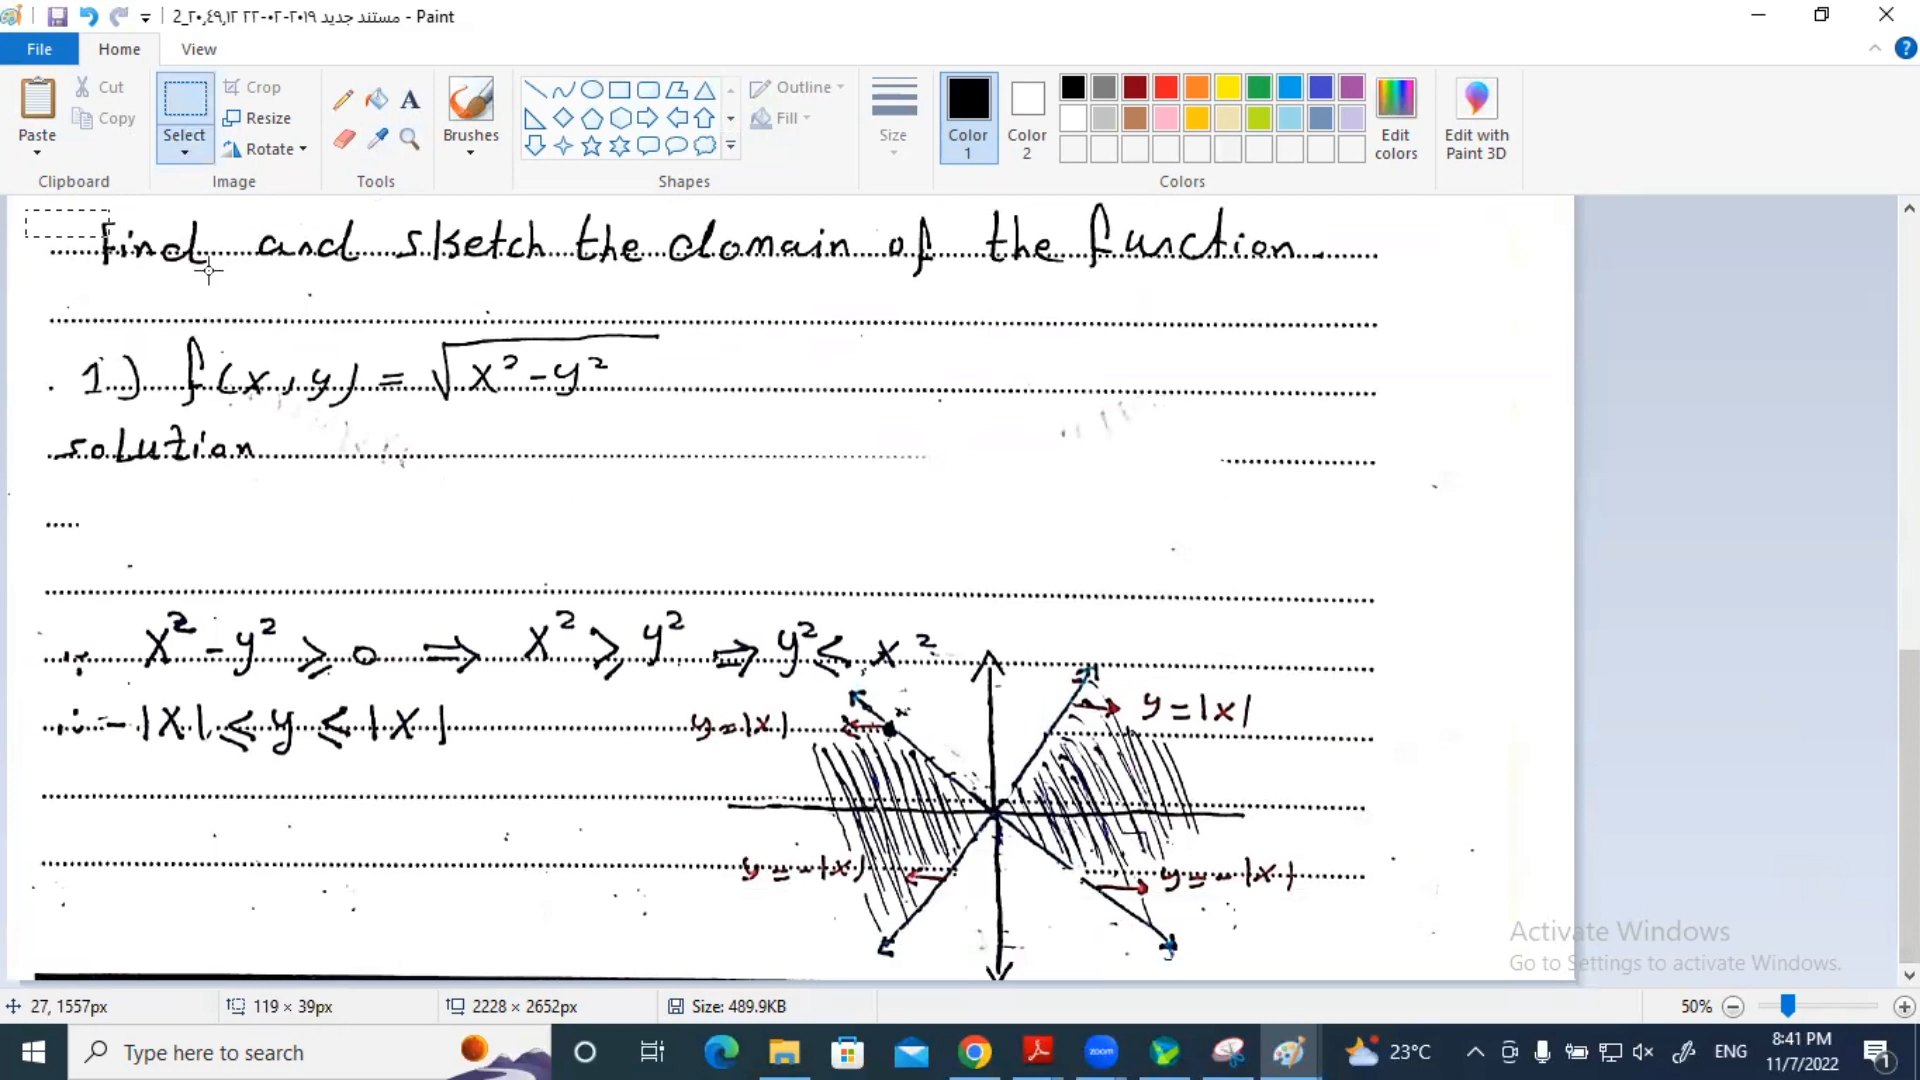 مستند جديد ٢٠١٩-٠٢-٢٢ ٢٠,٤٩,١٢_2 - Paint
File Home View
Paste
Cut
Copy
Clipboard
Select
Crop
Resize
Rotate
Image
A
Tools
Brushes
Shapes
Outline
Fill
Size
Color 1
Color 2
Edit colors
Edit with Paint 3D
Colors
Find and sketch the domain of the function.
1) f(x,y) = √x²-y²
solution
∵ x²-y² ≥ 0 ⇒ x² ≥ y² ⇒ y² ≤ x²
∴ -|x| ≤ y ≤ |x|
y=|x|
y=|x|
y=-|x|
y=-|x|
Activate Windows
Go to Settings to activate Windows.
27, 1557px 119 × 39px 2228 × 2652px Size: 489.9KB 50%
Type here to search
zoom
23°C
ENG
8:41 PM
11/7/2022
1